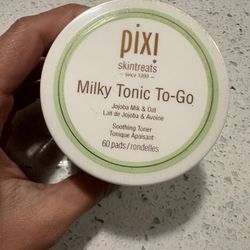 pixi
skintreats
– since 1999 –
Milky Tonic To-Go
Jojoba Milk & Oat
Lait de Jojoba & Avoine
Soothing Toner
Tonique Apaisant
60 pads/rondelles